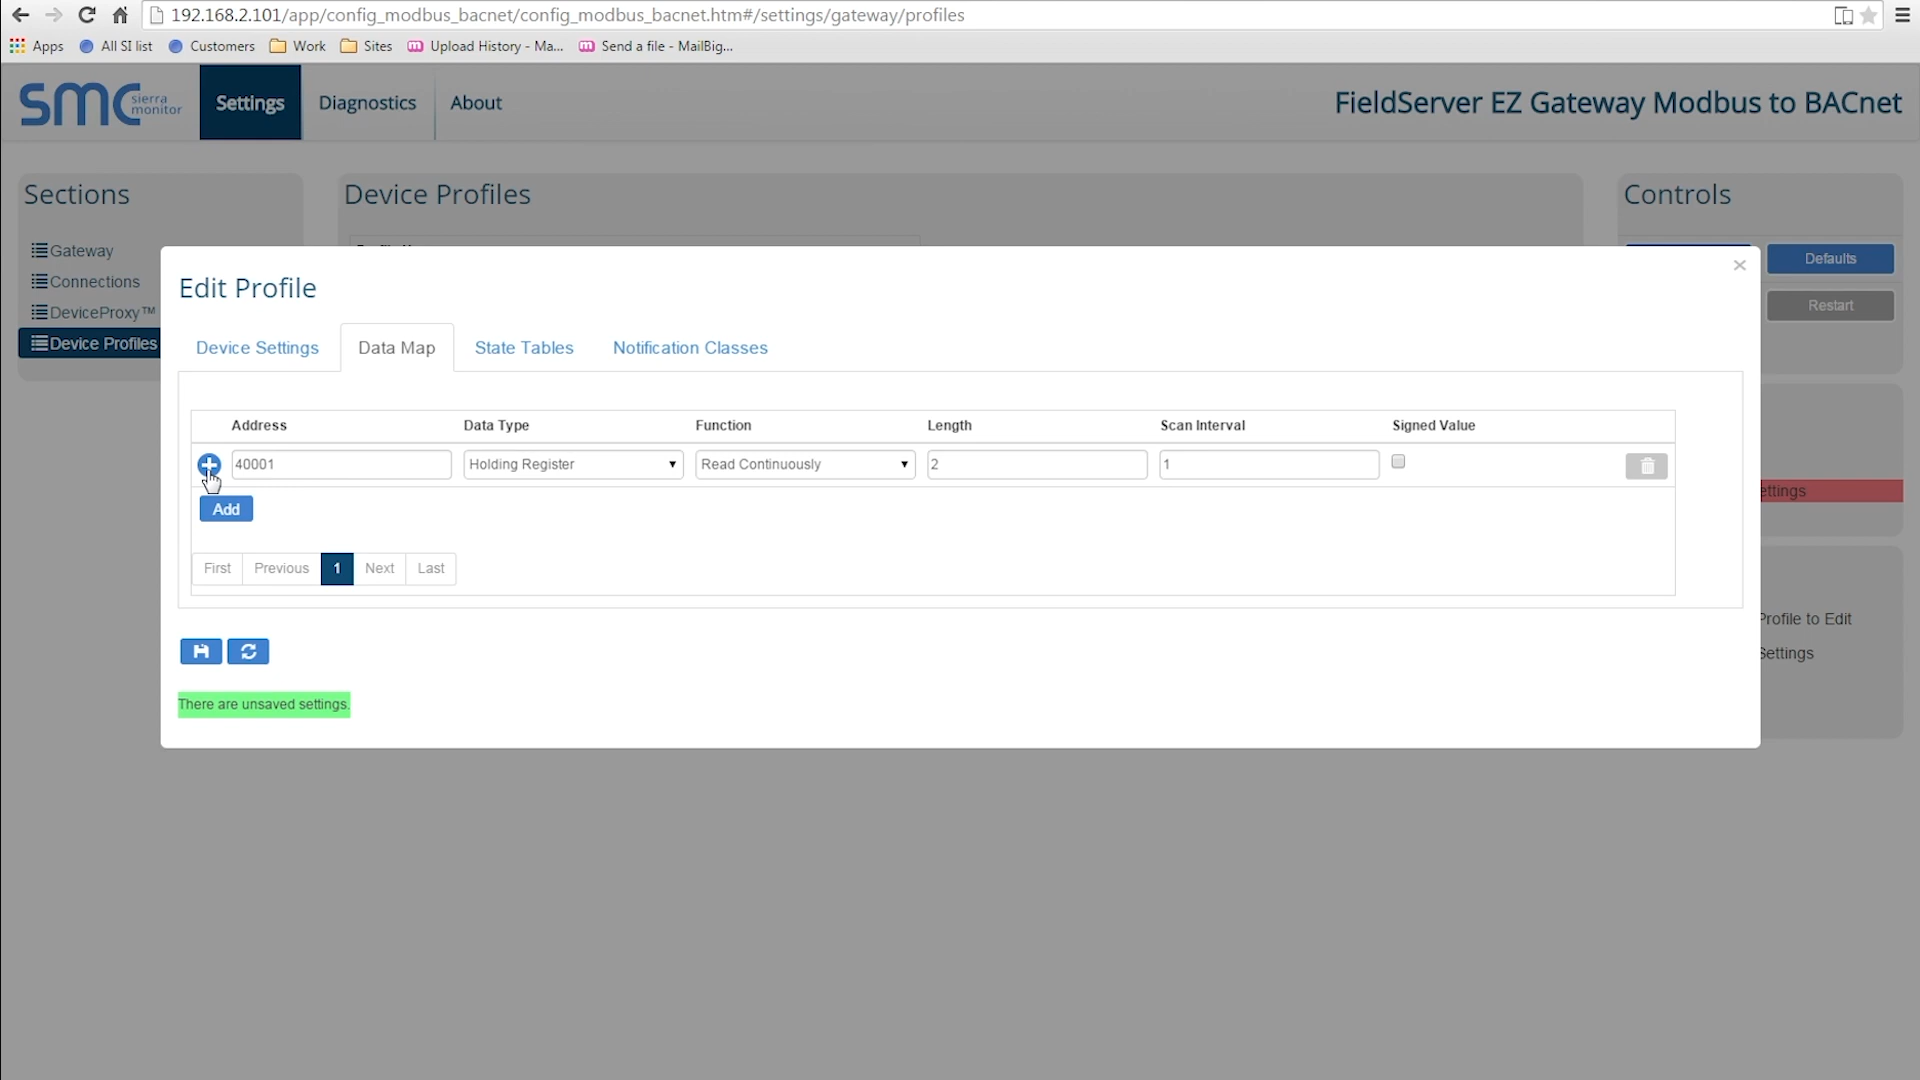 192.168.2.101/app/config_modbus_bacnet/config_modbus_bacnet.htm#/settings/gateway/profiles
Apps All SI list Customers Work Sites Upload History - Ma... Send a file - MailBig...
SMC sierra monitor Settings Diagnostics About FieldServer EZ Gateway Modbus to BACnet
Sections Device Profiles Controls
Gateway
Connections
DeviceProxy™
Device Profiles
Defaults
Restart
Edit Profile ×
Device Settings Data Map State Tables Notification Classes
Address Data Type Function Length Scan Interval Signed Value
40001 Holding Register Read Continuously 2 1
ettings
Add
First Previous 1 Next Last
Profile to Edit
Settings
There are unsaved settings.